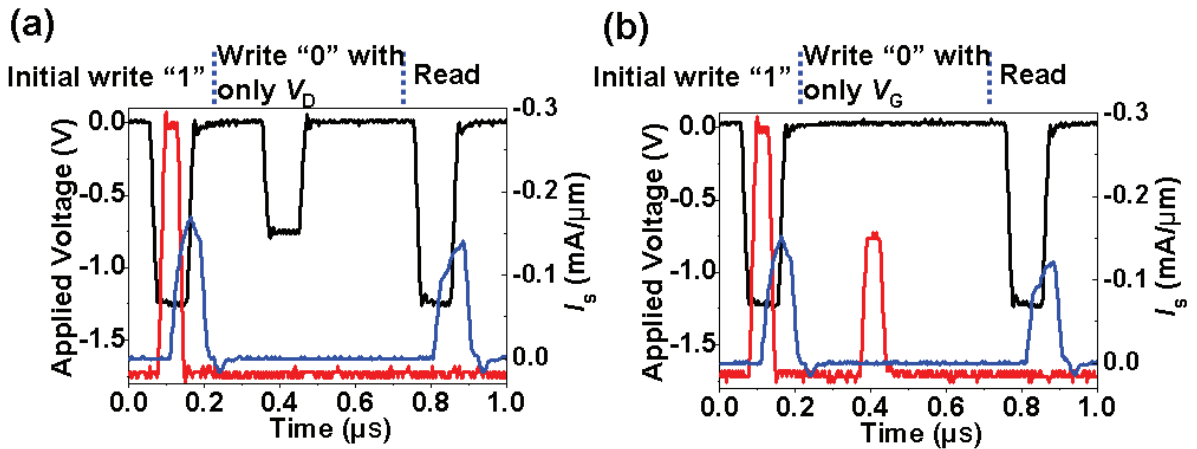 (a)
Initial write “1”
Write “0” with
only VD
Read
Applied Voltage (V)
0.0
-0.5
-1.0
-1.5
-0.3
-0.2
-0.1
0.0
Is (mA/μm)
0.0 0.2 0.4 0.6 0.8 1.0
Time (μs)
(b)
Initial write “1”
Write “0” with
only VG
Read
Applied Voltage (V)
0.0
-0.5
-1.0
-1.5
-0.3
-0.2
-0.1
0.0
Is (mA/μm)
0.0 0.2 0.4 0.6 0.8 1.0
Time (μs)